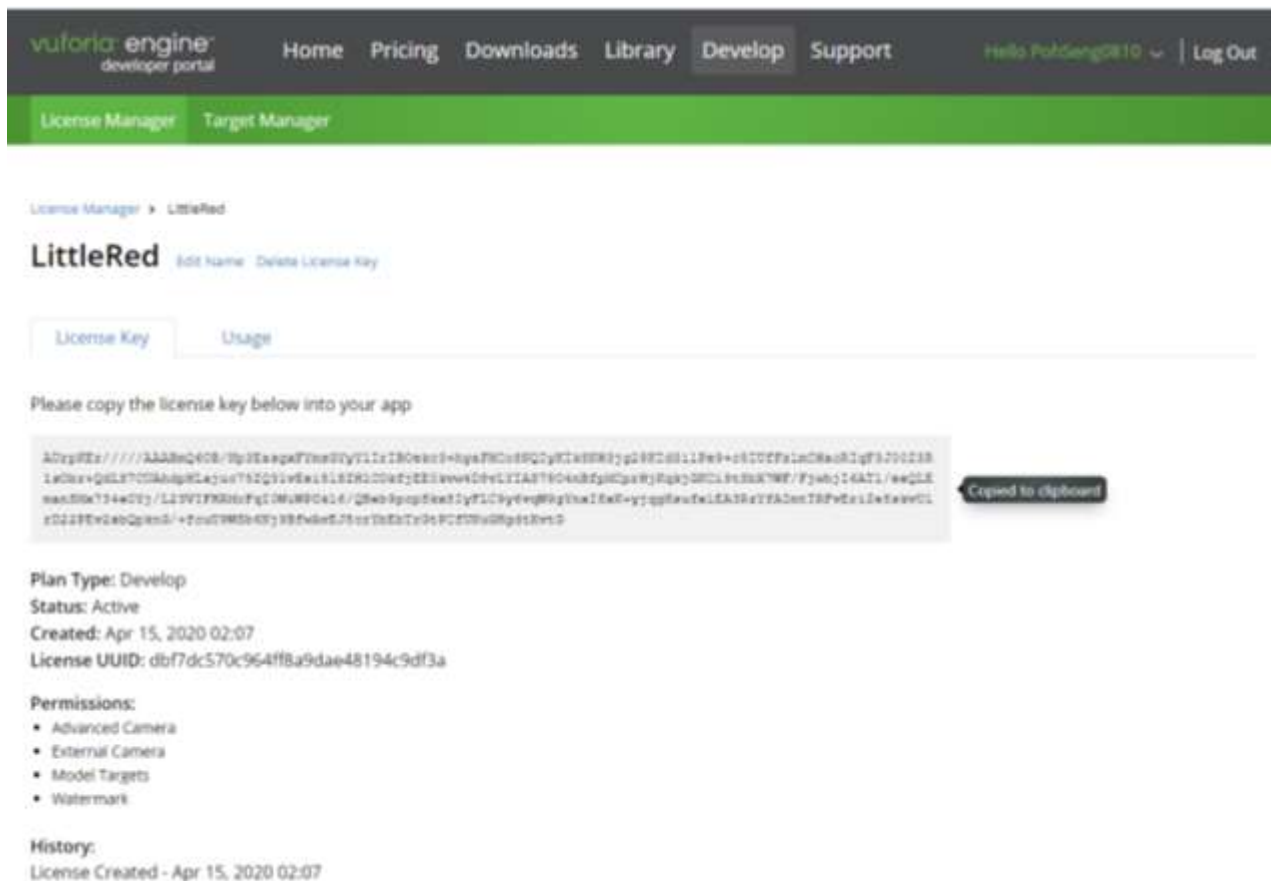 vuforia engine
developer portal
Home Pricing Downloads Library Develop Support Hello PohSeng0810 | Log Out
License Manager Target Manager
License Manager > LittleRed
LittleRed Edit Name Delete License Key
License Key Usage
Please copy the license key below into your app
Copied to clipboard
Plan Type: Develop
Status: Active
Created: Apr 15, 2020 02:07
License UUID: dbf7dc570c964ff8a9dae48194c9df3a
Permissions:
• Advanced Camera
• External Camera
• Model Targets
• Watermark
History:
License Created - Apr 15, 2020 02:07